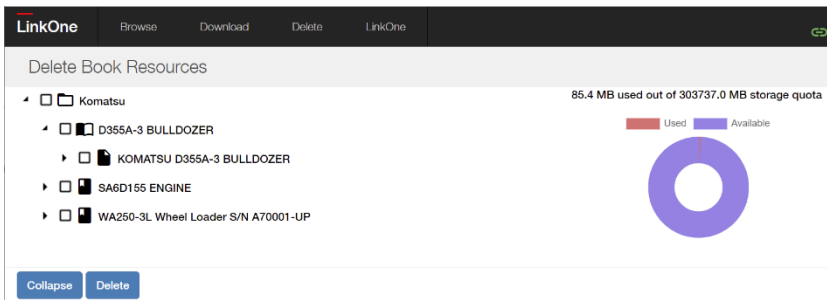 LinkOne Browse Download Delete LinkOne
Delete Book Resources
Komatsu
85.4 MB used out of 303737.0 MB storage quota
Used Available
D355A-3 BULLDOZER
KOMATSU D355A-3 BULLDOZER
SA6D155 ENGINE
WA250-3L Wheel Loader S/N A70001-UP
Collapse Delete